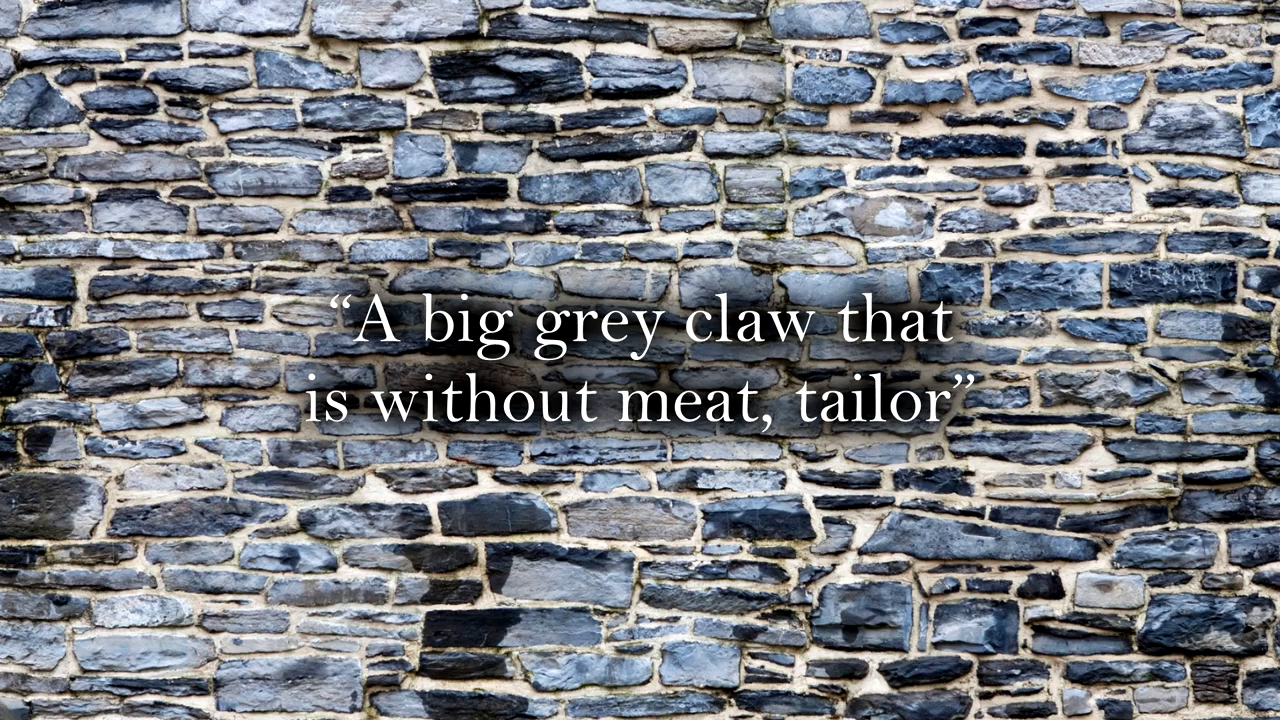 “A big grey claw that
is without meat, tailor”